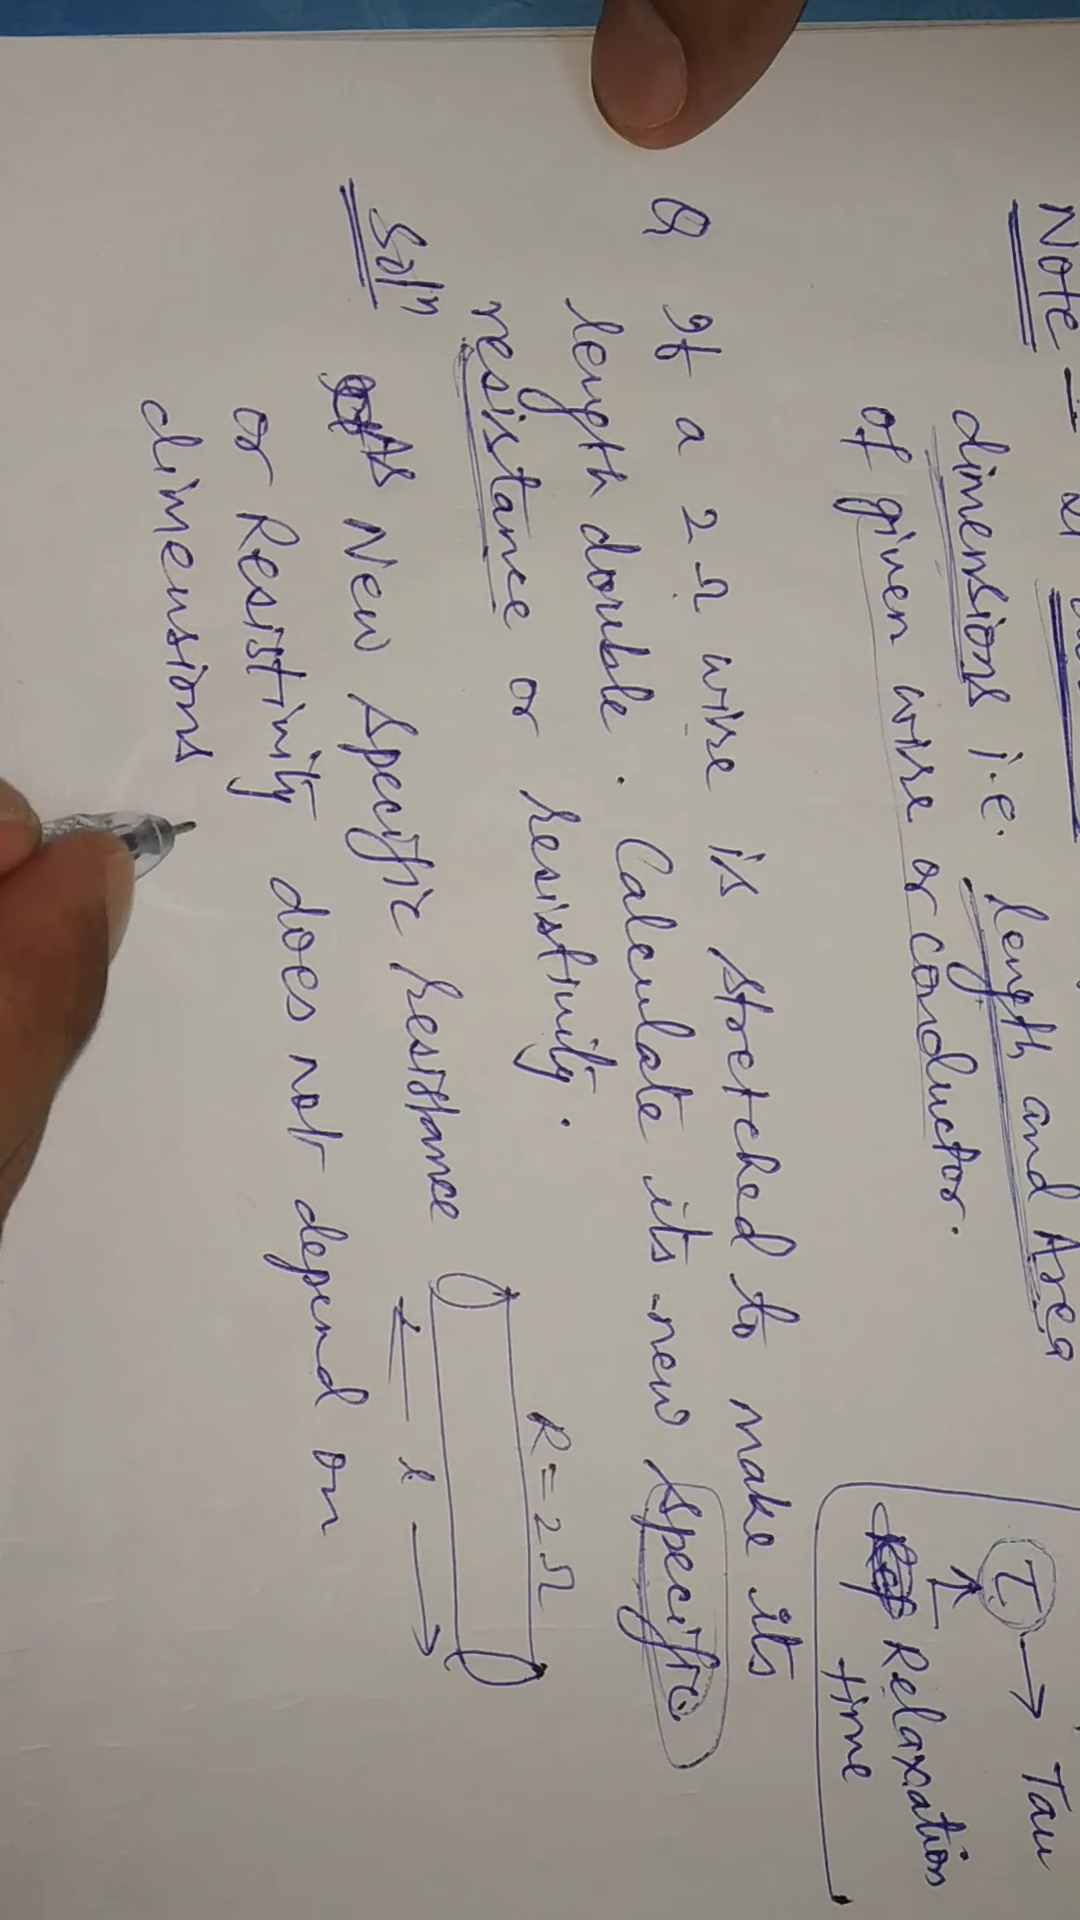 Note →
dimensions i.e. length and Area
of given wire or conductor.
τ → Tau
Relaxation
time
Q If a 2 Ω wire is stretched to make its
length double. Calculate its new specific
resistance or resistivity.
R = 2 Ω
Solⁿ As New specific resistance
l
or Resistivity does not depend on
dimensions